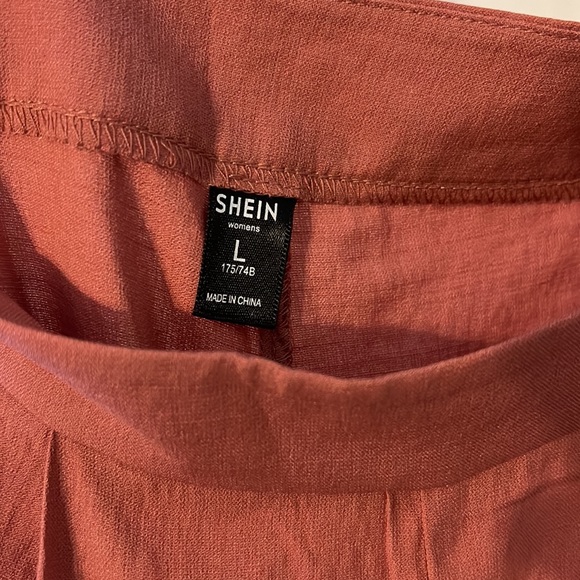 SHEIN
womens
L
175/74B
MADE IN CHINA